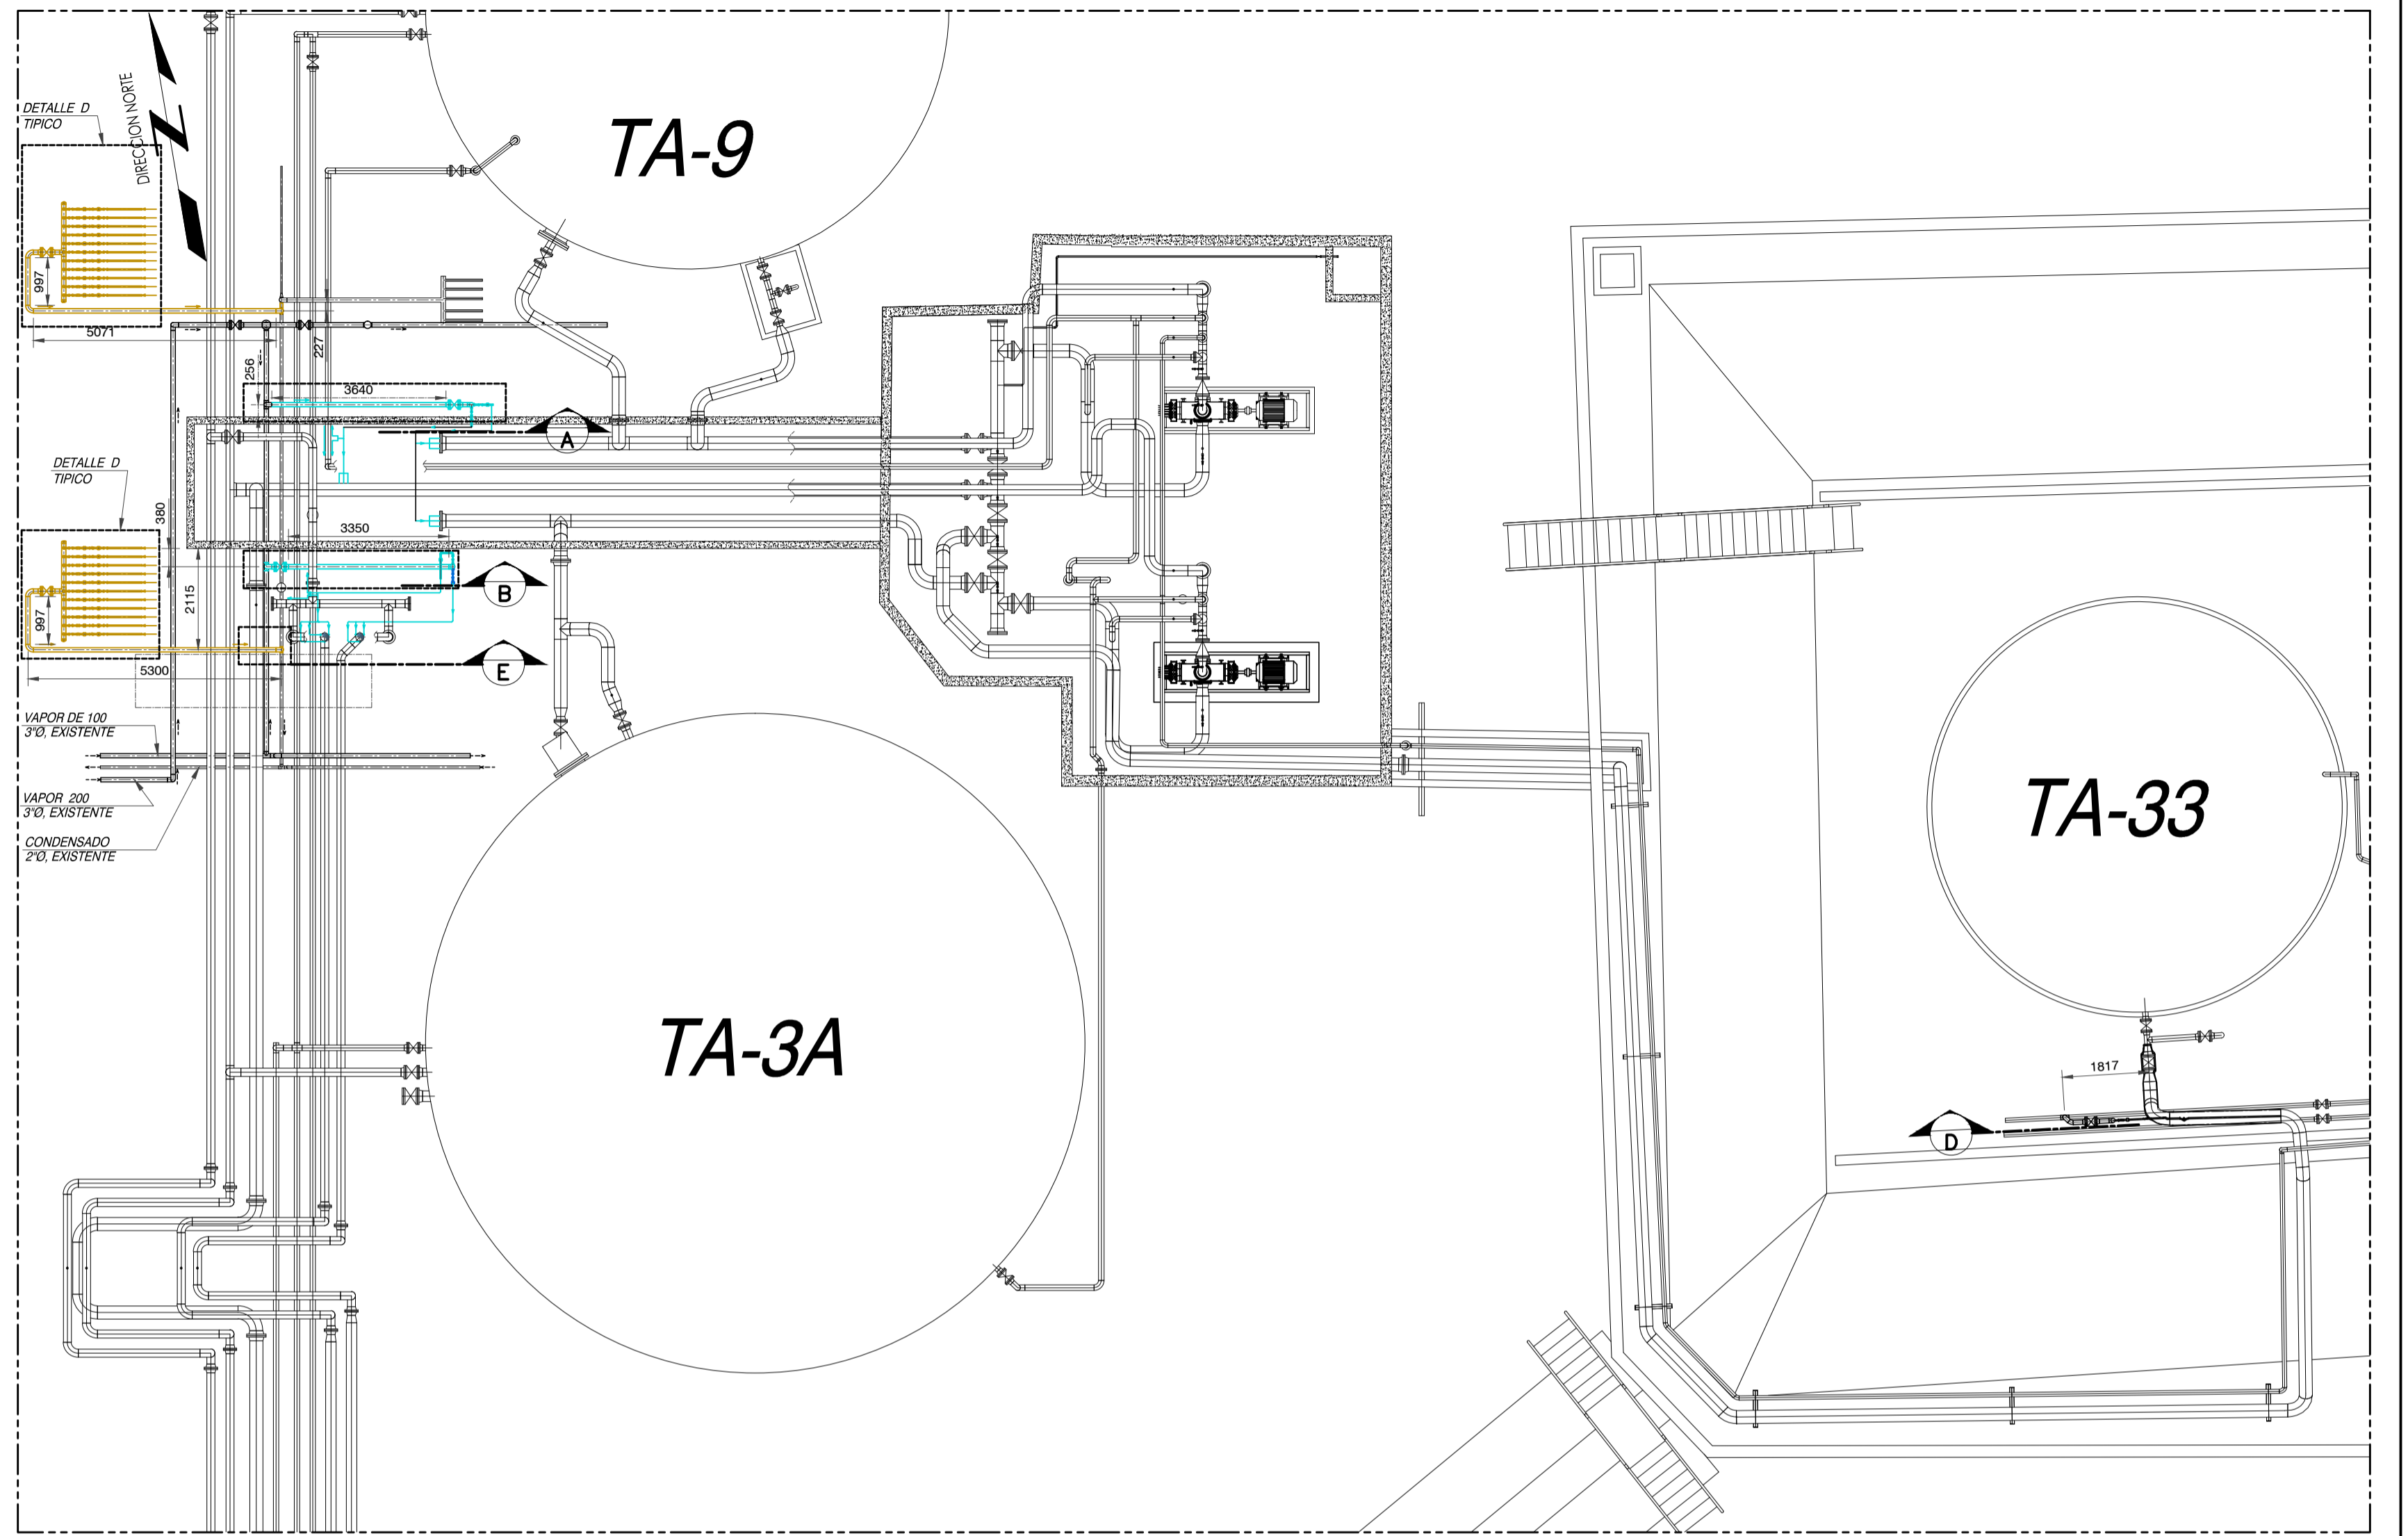 TA-9
DETALLE D
TIPICO
DIRECCION NORTE
N
997
5071
227
256
3640
A
DETALLE D
TIPICO
380
3350
B
2115
997
E
5300
VAPOR DE 100
3"Ø, EXISTENTE
VAPOR 200
3"Ø, EXISTENTE
CONDENSADO
2"Ø, EXISTENTE
TA-33
TA-3A
1817
D